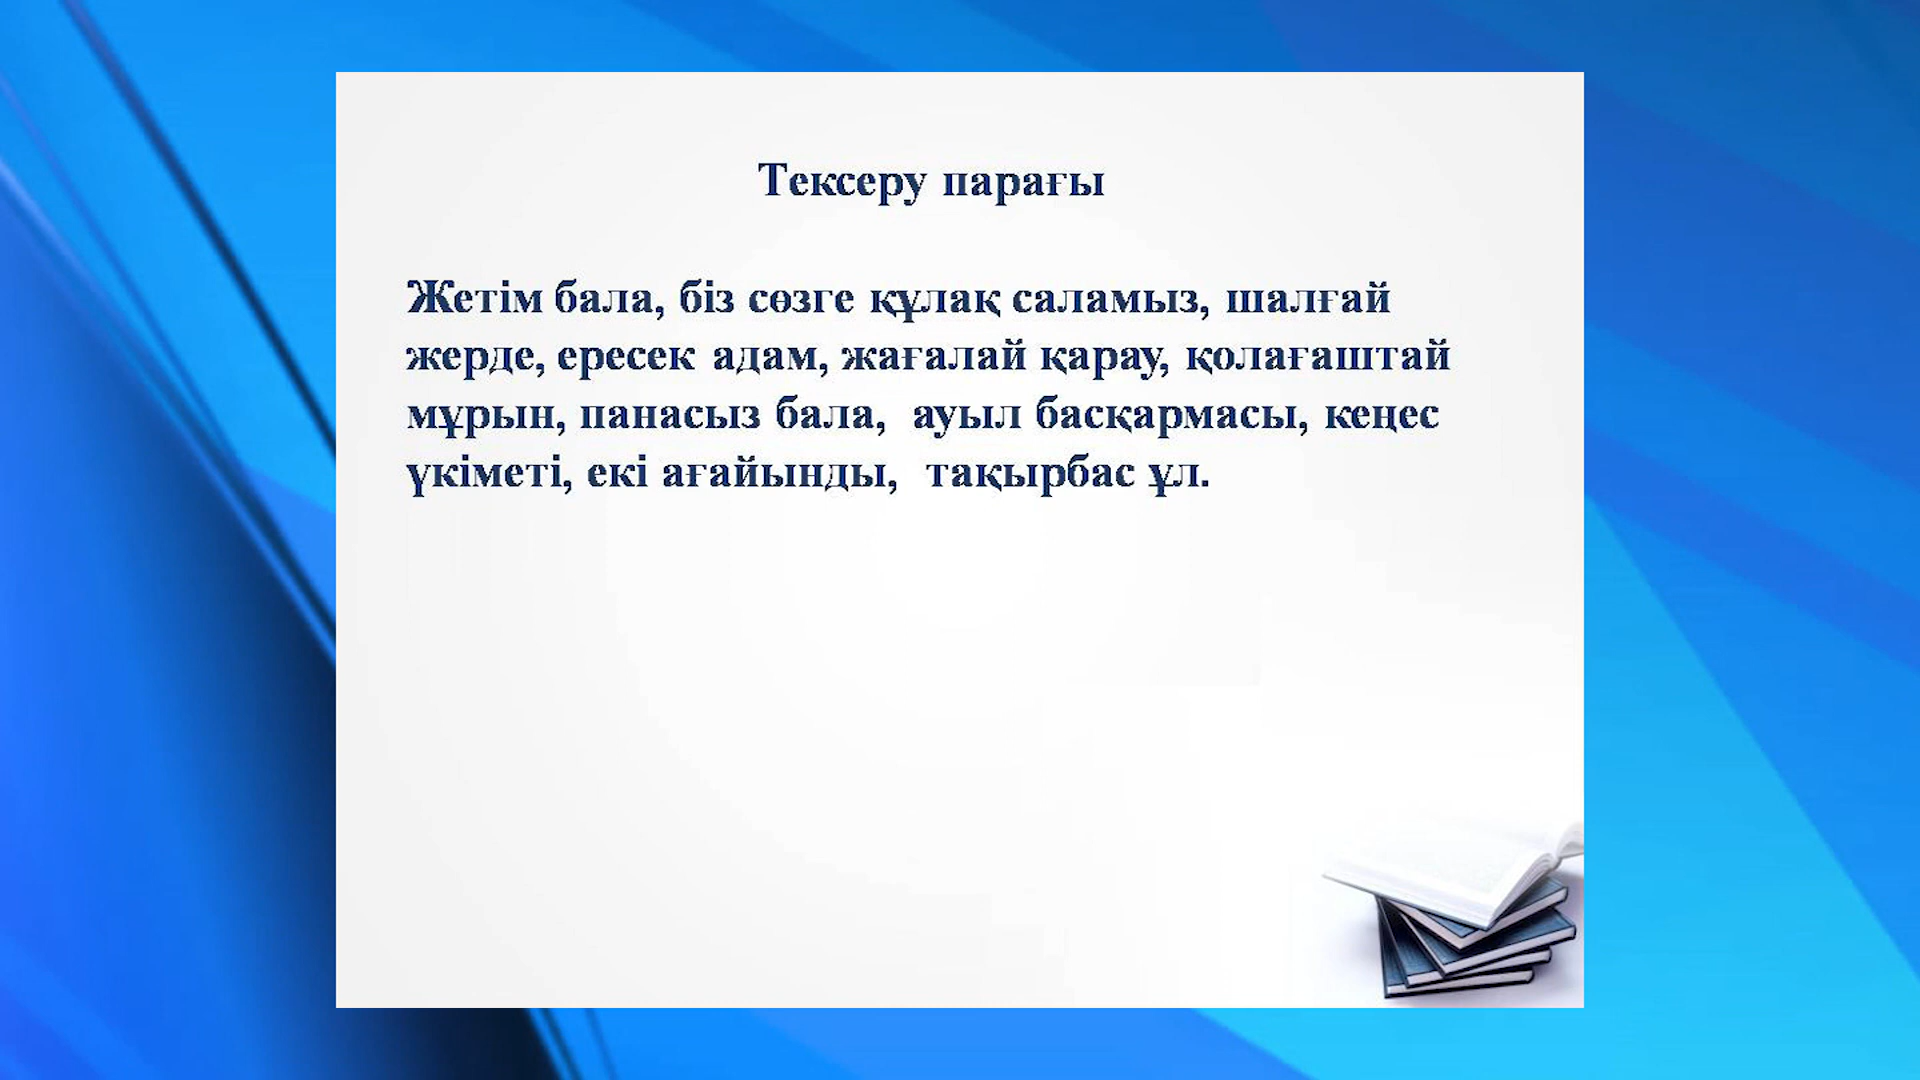 Тексеру парағы
Жетім бала, біз сөзге құлақ саламыз, шалғай
жерде, ересек адам, жағалай қарау, қолағаштай
мұрын, панасыз бала, ауыл басқармасы, кеңес
үкіметі, екі ағайынды, тақырбас ұл.